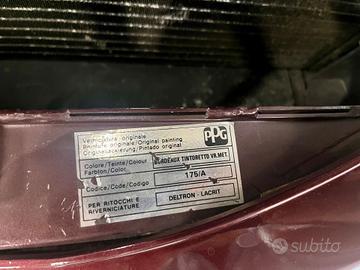 Verniciatura originale
Peinture originale/Original painting
Originallackierung/Pintado original
PPG
Colore/Teinte/Colour
Farbton/Color
BORDEAUX TINTORETTO VR.MET.
Codice/Code/Codigo
175/A
PER RITOCCHI E
RIVERNICIATURE
DELTRON - LACRIT
subito